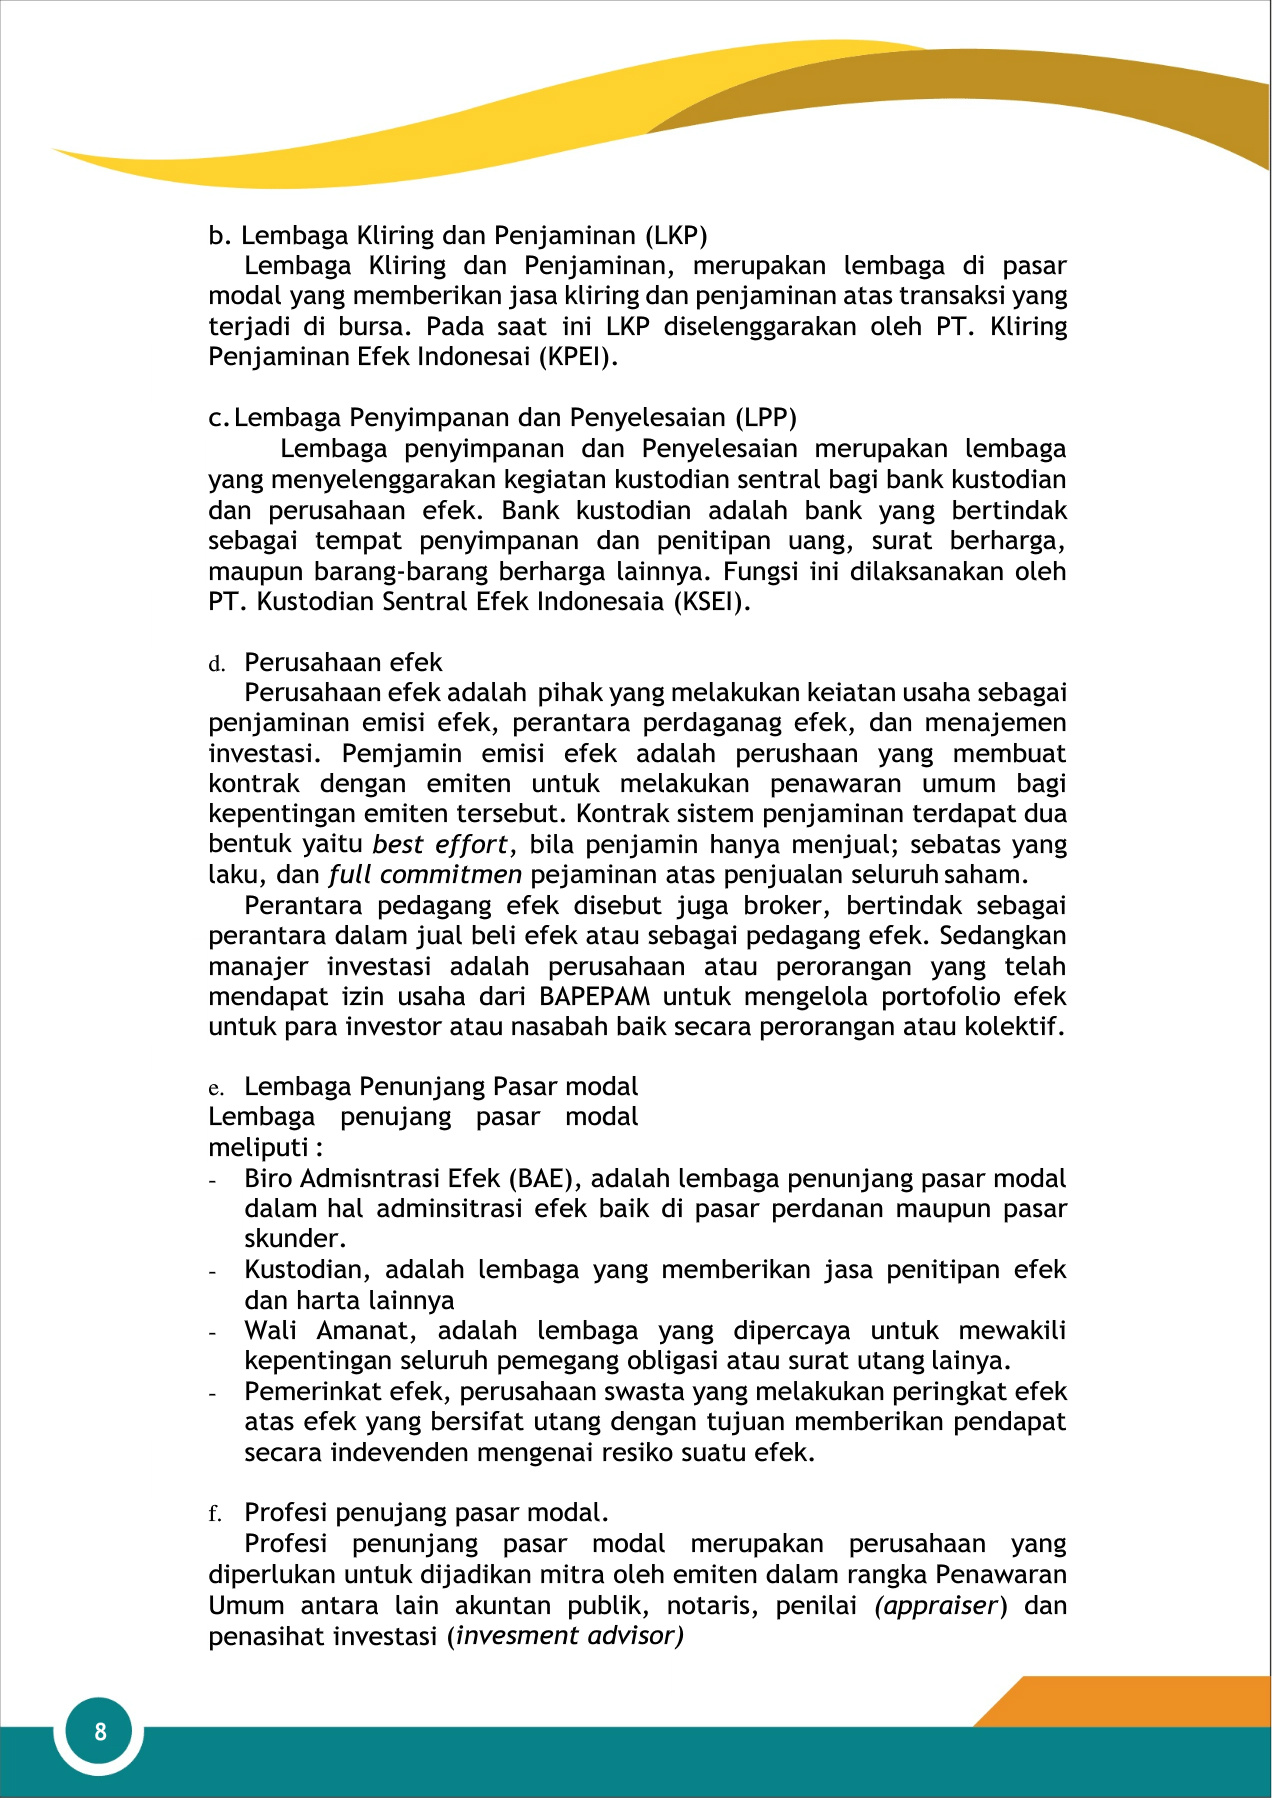 b. Lembaga Kliring dan Penjaminan (LKP)
Lembaga Kliring dan Penjaminan, merupakan lembaga di pasar
modal yang memberikan jasa kliring dan penjaminan atas transaksi yang
terjadi di bursa. Pada saat ini LKP diselenggarakan oleh PT. Kliring
Penjaminan Efek Indonesai (KPEI).
c. Lembaga Penyimpanan dan Penyelesaian (LPP)
Lembaga penyimpanan dan Penyelesaian merupakan lembaga
yang menyelenggarakan kegiatan kustodian sentral bagi bank kustodian
dan perusahaan efek. Bank kustodian adalah bank yang bertindak
sebagai tempat penyimpanan dan penitipan uang, surat berharga,
maupun barang-barang berharga lainnya. Fungsi ini dilaksanakan oleh
PT. Kustodian Sentral Efek Indonesaia (KSEI).
d. Perusahaan efek
Perusahaan efek adalah pihak yang melakukan keiatan usaha sebagai
penjaminan emisi efek, perantara perdaganag efek, dan menajemen
investasi. Pemjamin emisi efek adalah perushaan yang membuat
kontrak dengan emiten untuk melakukan penawaran umum bagi
kepentingan emiten tersebut. Kontrak sistem penjaminan terdapat dua
bentuk yaitu best effort, bila penjamin hanya menjual; sebatas yang
laku, dan full commitmen pejaminan atas penjualan seluruh saham.
Perantara pedagang efek disebut juga broker, bertindak sebagai
perantara dalam jual beli efek atau sebagai pedagang efek. Sedangkan
manajer investasi adalah perusahaan atau perorangan yang telah
mendapat izin usaha dari BAPEPAM untuk mengelola portofolio efek
untuk para investor atau nasabah baik secara perorangan atau kolektif.
e. Lembaga Penunjang Pasar modal
Lembaga penujang pasar modal
meliputi :
- Biro Admisntrasi Efek (BAE), adalah lembaga penunjang pasar modal
dalam hal adminsitrasi efek baik di pasar perdanan maupun pasar
skunder.
- Kustodian, adalah lembaga yang memberikan jasa penitipan efek
dan harta lainnya
- Wali Amanat, adalah lembaga yang dipercaya untuk mewakili
kepentingan seluruh pemegang obligasi atau surat utang lainya.
- Pemerinkat efek, perusahaan swasta yang melakukan peringkat efek
atas efek yang bersifat utang dengan tujuan memberikan pendapat
secara indevenden mengenai resiko suatu efek.
f. Profesi penujang pasar modal.
Profesi penunjang pasar modal merupakan perusahaan yang
diperlukan untuk dijadikan mitra oleh emiten dalam rangka Penawaran
Umum antara lain akuntan publik, notaris, penilai (appraiser) dan
penasihat investasi (invesment advisor)
8